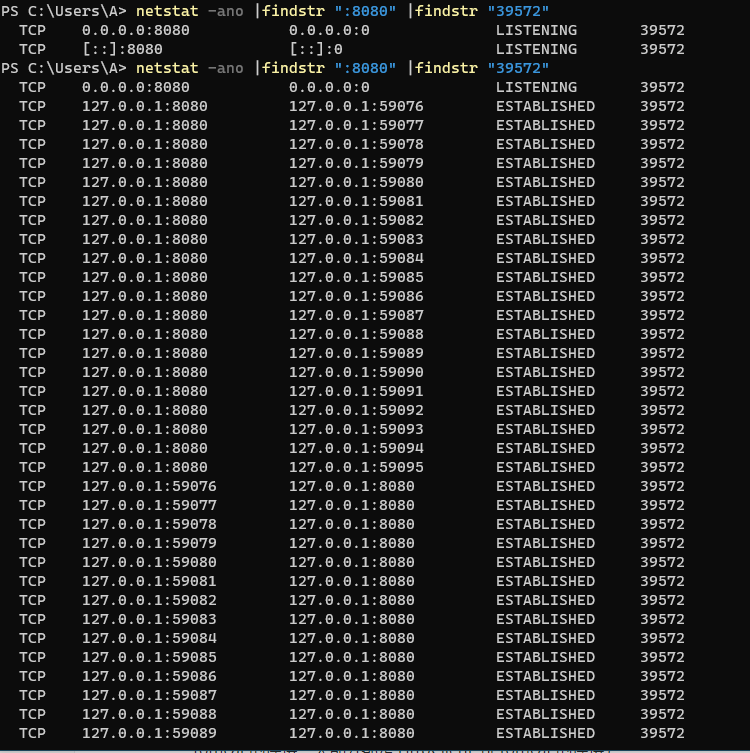 PS C:\Users\A> netstat -ano |findstr ":8080" |findstr "39572"
TCP 0.0.0.0:8080 0.0.0.0:0 LISTENING 39572
TCP [::]:8080 [::]:0 LISTENING 39572
PS C:\Users\A> netstat -ano |findstr ":8080" |findstr "39572"
TCP 0.0.0.0:8080 0.0.0.0:0 LISTENING 39572
TCP 127.0.0.1:8080 127.0.0.1:59076 ESTABLISHED 39572
TCP 127.0.0.1:8080 127.0.0.1:59077 ESTABLISHED 39572
TCP 127.0.0.1:8080 127.0.0.1:59078 ESTABLISHED 39572
TCP 127.0.0.1:8080 127.0.0.1:59079 ESTABLISHED 39572
TCP 127.0.0.1:8080 127.0.0.1:59080 ESTABLISHED 39572
TCP 127.0.0.1:8080 127.0.0.1:59081 ESTABLISHED 39572
TCP 127.0.0.1:8080 127.0.0.1:59082 ESTABLISHED 39572
TCP 127.0.0.1:8080 127.0.0.1:59083 ESTABLISHED 39572
TCP 127.0.0.1:8080 127.0.0.1:59084 ESTABLISHED 39572
TCP 127.0.0.1:8080 127.0.0.1:59085 ESTABLISHED 39572
TCP 127.0.0.1:8080 127.0.0.1:59086 ESTABLISHED 39572
TCP 127.0.0.1:8080 127.0.0.1:59087 ESTABLISHED 39572
TCP 127.0.0.1:8080 127.0.0.1:59088 ESTABLISHED 39572
TCP 127.0.0.1:8080 127.0.0.1:59089 ESTABLISHED 39572
TCP 127.0.0.1:8080 127.0.0.1:59090 ESTABLISHED 39572
TCP 127.0.0.1:8080 127.0.0.1:59091 ESTABLISHED 39572
TCP 127.0.0.1:8080 127.0.0.1:59092 ESTABLISHED 39572
TCP 127.0.0.1:8080 127.0.0.1:59093 ESTABLISHED 39572
TCP 127.0.0.1:8080 127.0.0.1:59094 ESTABLISHED 39572
TCP 127.0.0.1:8080 127.0.0.1:59095 ESTABLISHED 39572
TCP 127.0.0.1:59076 127.0.0.1:8080 ESTABLISHED 39572
TCP 127.0.0.1:59077 127.0.0.1:8080 ESTABLISHED 39572
TCP 127.0.0.1:59078 127.0.0.1:8080 ESTABLISHED 39572
TCP 127.0.0.1:59079 127.0.0.1:8080 ESTABLISHED 39572
TCP 127.0.0.1:59080 127.0.0.1:8080 ESTABLISHED 39572
TCP 127.0.0.1:59081 127.0.0.1:8080 ESTABLISHED 39572
TCP 127.0.0.1:59082 127.0.0.1:8080 ESTABLISHED 39572
TCP 127.0.0.1:59083 127.0.0.1:8080 ESTABLISHED 39572
TCP 127.0.0.1:59084 127.0.0.1:8080 ESTABLISHED 39572
TCP 127.0.0.1:59085 127.0.0.1:8080 ESTABLISHED 39572
TCP 127.0.0.1:59086 127.0.0.1:8080 ESTABLISHED 39572
TCP 127.0.0.1:59087 127.0.0.1:8080 ESTABLISHED 39572
TCP 127.0.0.1:59088 127.0.0.1:8080 ESTABLISHED 39572
TCP 127.0.0.1:59089 127.0.0.1:8080 ESTABLISHED 39572